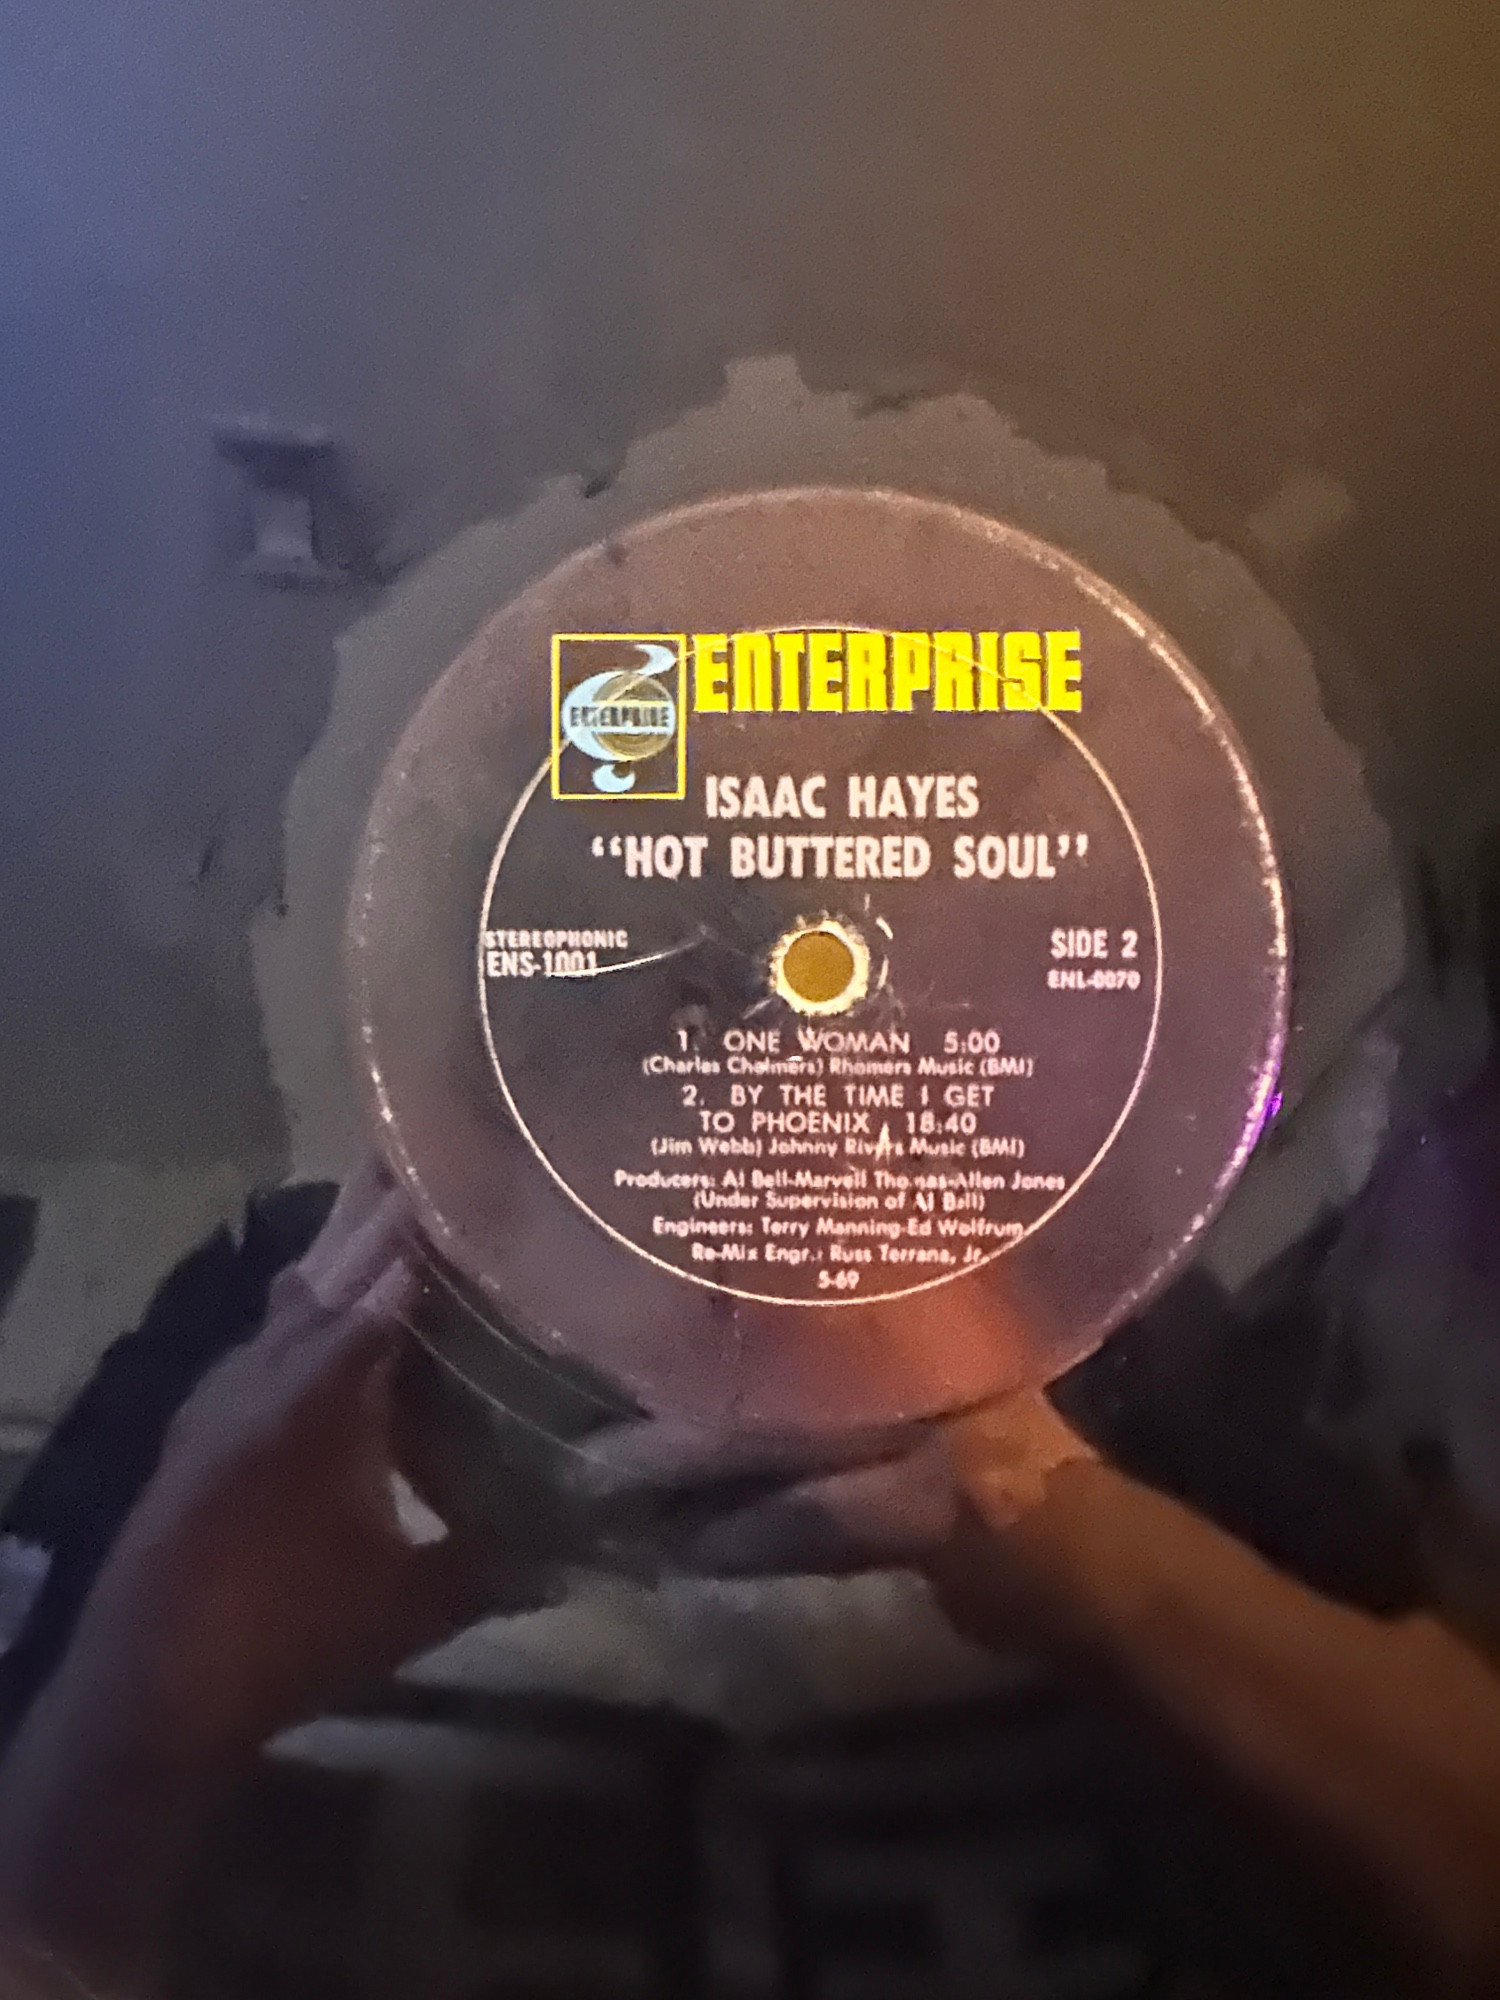 ENTERPRISE
ENTERPRISE
ISAAC HAYES
“HOT BUTTERED SOUL”
STEREOPHONIC
ENS-1001
SIDE 2
ENL-0070
1. ONE WOMAN 5:00
(Charles Chalmers) Rhomers Music (BMI)
2. BY THE TIME I GET
TO PHOENIX 18:40
(Jim Webb) Johnny Rivers Music (BMI)
Producers: Al Bell-Marvell Thomas-Allen Jones
(Under Supervision of Al Bell)
Engineers: Terry Manning-Ed Wolfrum
Re-Mix Engr.: Russ Terrana, Jr.
5-69